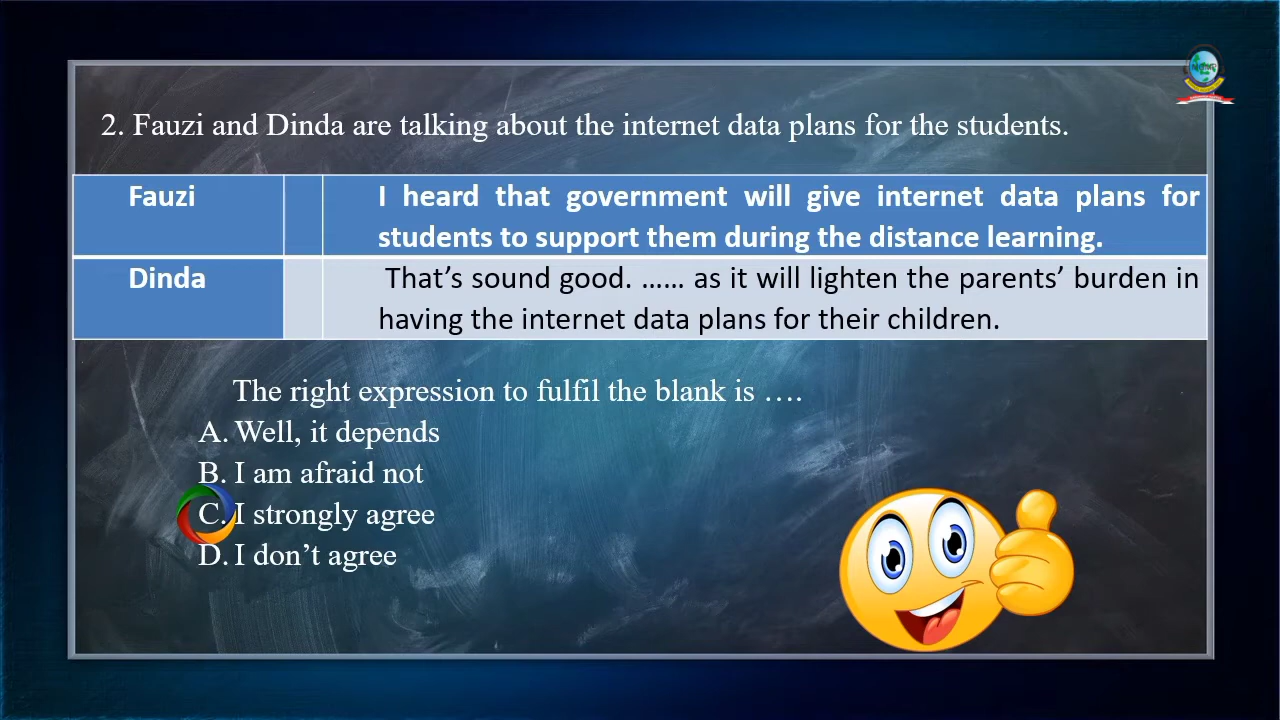 2. Fauzi and Dinda are talking about the internet data plans for the students.
Fauzi
I heard that government will give internet data plans for
students to support them during the distance learning.
Dinda
That’s sound good. …... as it will lighten the parents’ burden in
having the internet data plans for their children.
The right expression to fulfil the blank is ….
A. Well, it depends
B. I am afraid not
C. I strongly agree
D. I don’t agree